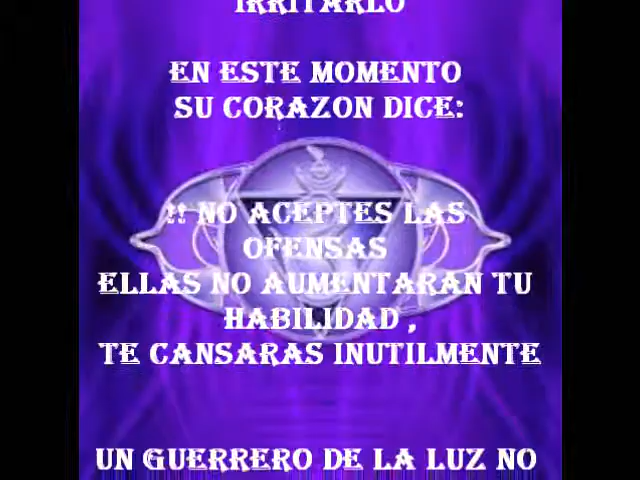 IRRITARLO
EN ESTE MOMENTO
SU CORAZON DICE:
!! NO ACEPTES LAS
OFENSAS
ELLAS NO AUMENTARAN TU
HABILIDAD ,
TE CANSARAS INUTILMENTE
UN GUERRERO DE LA LUZ NO